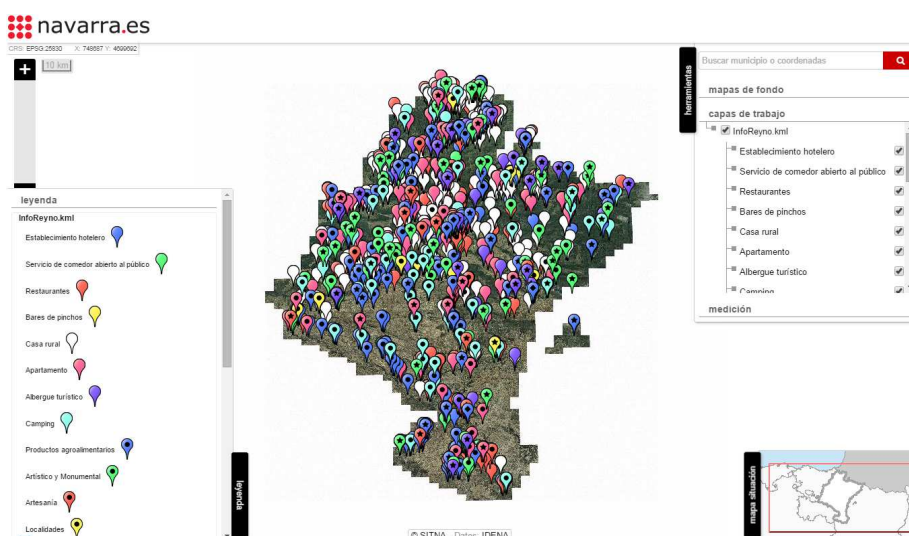 navarra.es
CRS: EPSG:25830 X: 748687 Y: 4699692
10 km
herramientas
Buscar municipio o coordenadas
mapas de fondo
capas de trabajo
InfoReyno.kml
Establecimiento hotelero
Servicio de comedor abierto al público
Restaurantes
Bares de pinchos
Casa rural
Apartamento
Albergue turístico
Camping
medición
leyenda
InfoReyno.kml
Establecimiento hotelero
Servicio de comedor abierto al público
Restaurantes
Bares de pinchos
Casa rural
Apartamento
Albergue turístico
Camping
Productos agroalimentarios
Artístico y Monumental
Artesanía
Localidades
leyenda
mapa situación
© SITNA - Datos: IDENA